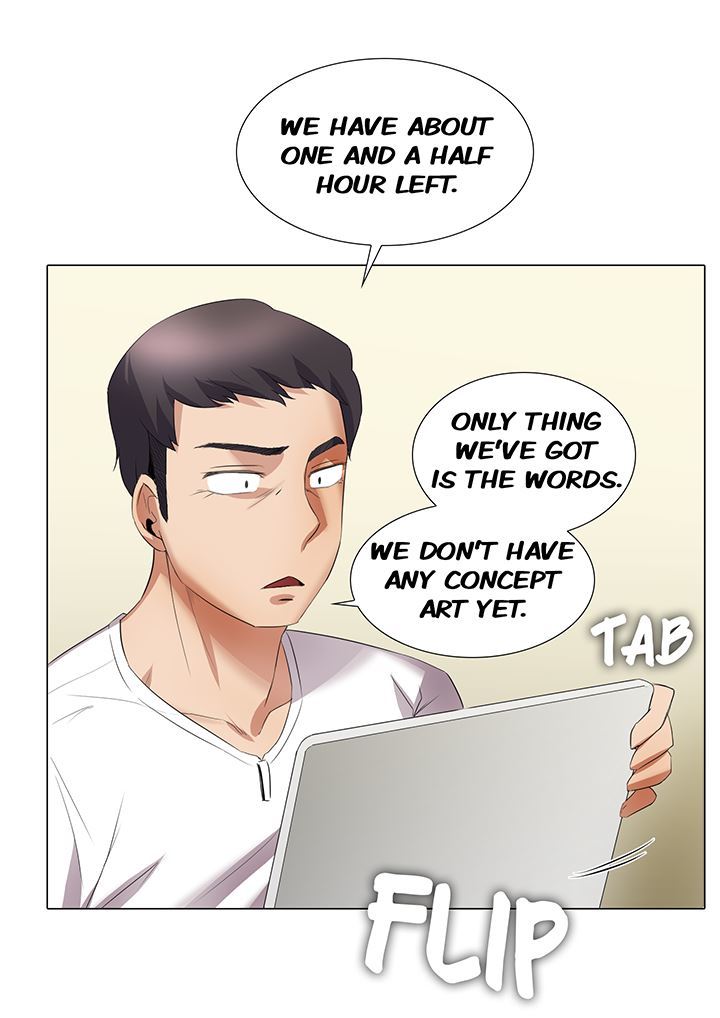 WE HAVE ABOUT
ONE AND A HALF
HOUR LEFT.
ONLY THING
WE'VE GOT
IS THE WORDS.
WE DON'T HAVE
ANY CONCEPT
ART YET.
TAB
FLIP